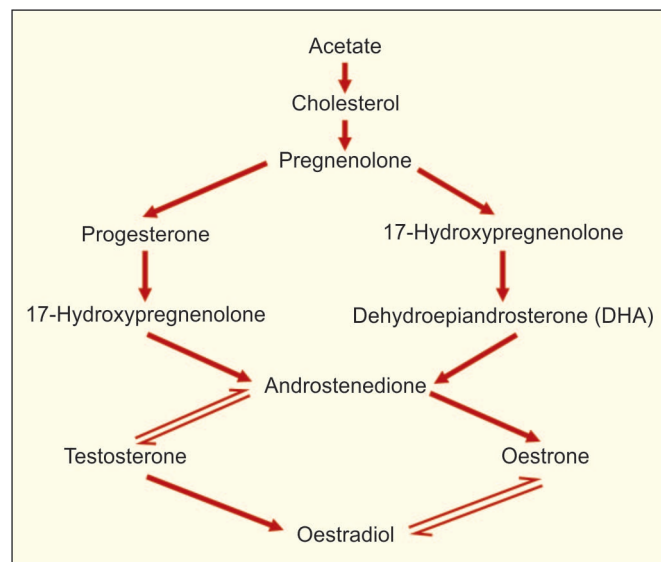 Acetate
Cholesterol
Pregnenolone
Progesterone
17-Hydroxypregnenolone
17-Hydroxypregnenolone
Dehydroepiandrosterone (DHA)
Androstenedione
Testosterone
Oestrone
Oestradiol